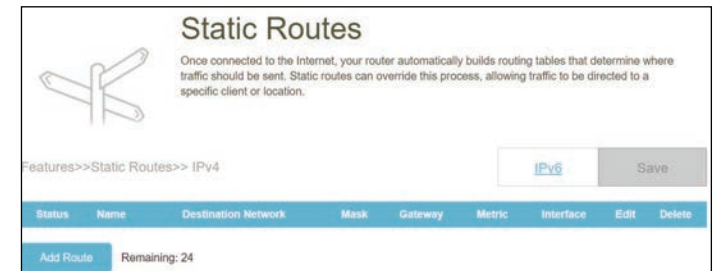 Static Routes
Once connected to the Internet, your router automatically builds routing tables that determine where
traffic should be sent. Static routes can override this process, allowing traffic to be directed to a
specific client or location.
Features>>Static Routes>> IPv4
IPv6
Save
Status Name Destination Network Mask Gateway Metric Interface Edit Delete
Add Route Remaining: 24